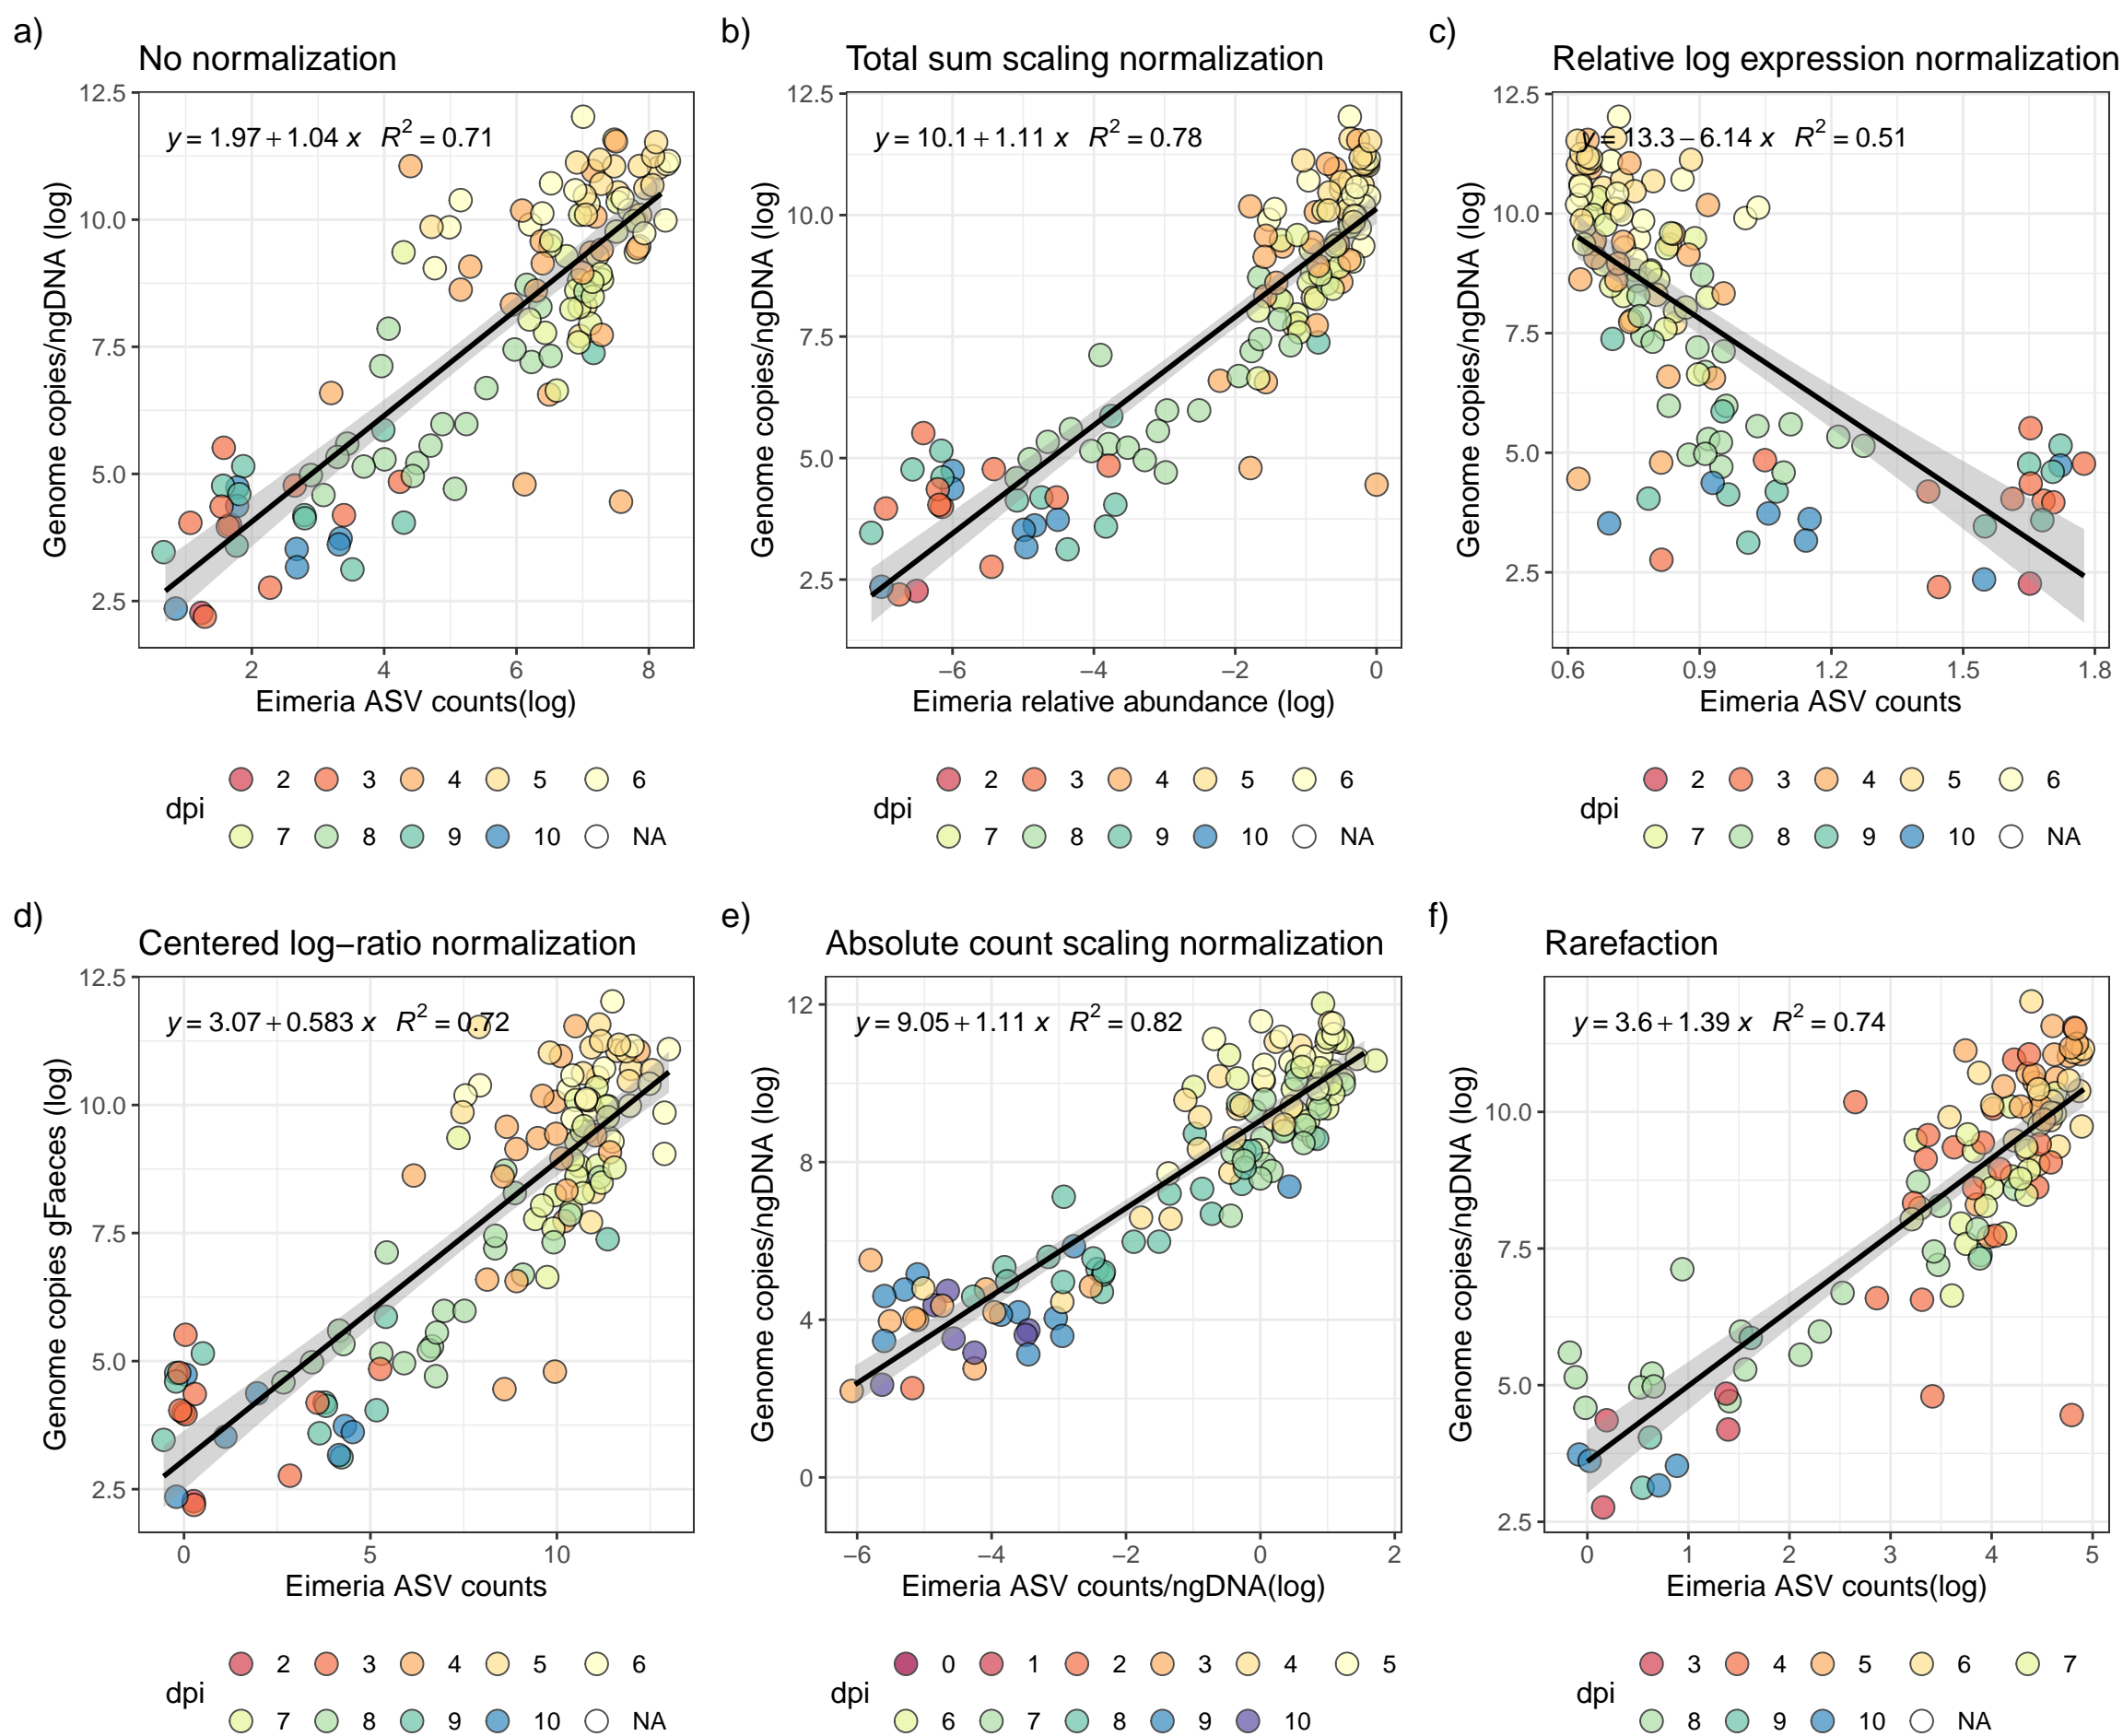 a)
No normalization
y = 1.97 + 1.04 x R² = 0.71
Genome copies/ngDNA (log)
12.5
10.0
7.5
5.0
2.5
2 4 6 8
Eimeria ASV counts(log)
dpi
2 3 4 5 6
7 8 9 10 NA
b)
Total sum scaling normalization
y = 10.1 + 1.11 x R² = 0.78
Genome copies/ngDNA (log)
12.5
10.0
7.5
5.0
2.5
−6 −4 −2 0
Eimeria relative abundance (log)
dpi
2 3 4 5 6
7 8 9 10 NA
c)
Relative log expression normalization
y = 13.3 − 6.14 x R² = 0.51
Genome copies/ngDNA (log)
12.5
10.0
7.5
5.0
2.5
0.6 0.9 1.2 1.5 1.8
Eimeria ASV counts
dpi
2 3 4 5 6
7 8 9 10 NA
d)
Centered log−ratio normalization
y = 3.07 + 0.583 x R² = 0.72
Genome copies gFaeces (log)
12.5
10.0
7.5
5.0
2.5
0 5 10
Eimeria ASV counts
dpi
2 3 4 5 6
7 8 9 10 NA
e)
Absolute count scaling normalization
y = 9.05 + 1.11 x R² = 0.82
Genome copies/ngDNA (log)
12
8
4
0
−6 −4 −2 0 2
Eimeria ASV counts/ngDNA(log)
dpi
0 1 2 3 4 5
6 7 8 9 10
f)
Rarefaction
y = 3.6 + 1.39 x R² = 0.74
Genome copies/ngDNA (log)
10.0
7.5
5.0
2.5
0 1 2 3 4 5
Eimeria ASV counts(log)
dpi
3 4 5 6 7
8 9 10 NA